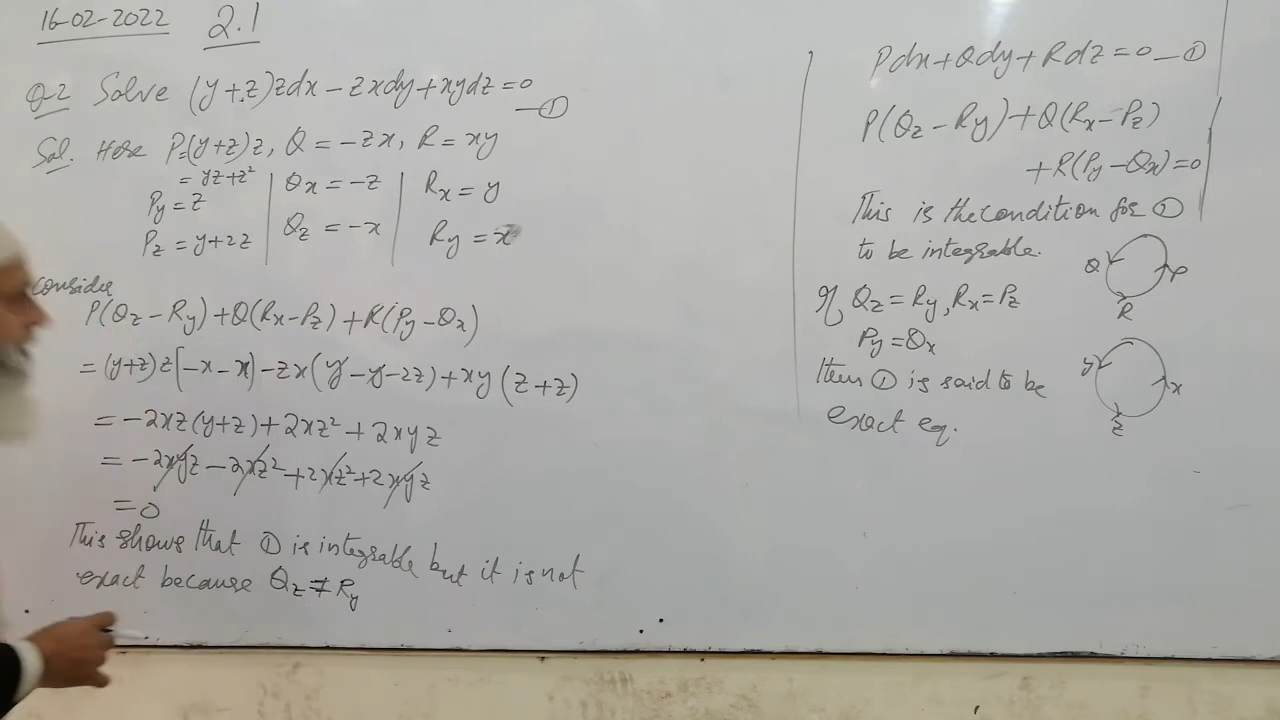 16-02-2022 2.1
Q2 Solve (y+z)zdx - zxdy + xydz = 0 —①
Sol. Here P=(y+z)z, Q = -zx, R = xy
= yz+z²
Qx = -z
Rx = y
Py = z
Pz = y+2z
Qz = -x
Ry = x
consider
P(Qz - Ry) + Q(Rx - Pz) + R(Py - Qx)
= (y+z)z[-x-x] - zx(y-y-2z) + xy(z+z)
= -2xz(y+z) + 2xz² + 2xyz
= -2xyz - 2xz² + 2xz² + 2xyz
= 0
This shows that ① is integrable but it is not
exact because Qz ≠ Ry
Pdx + Qdy + Rdz = 0 —①
P(Qz - Ry) + Q(Rx - Pz)
+ R(Py - Qx) = 0
This is the condition for ①
to be integrable.
Q P
R
If Qz = Ry, Rx = Pz
Py = Qx
y x
z
then ① is said to be
exact eq.